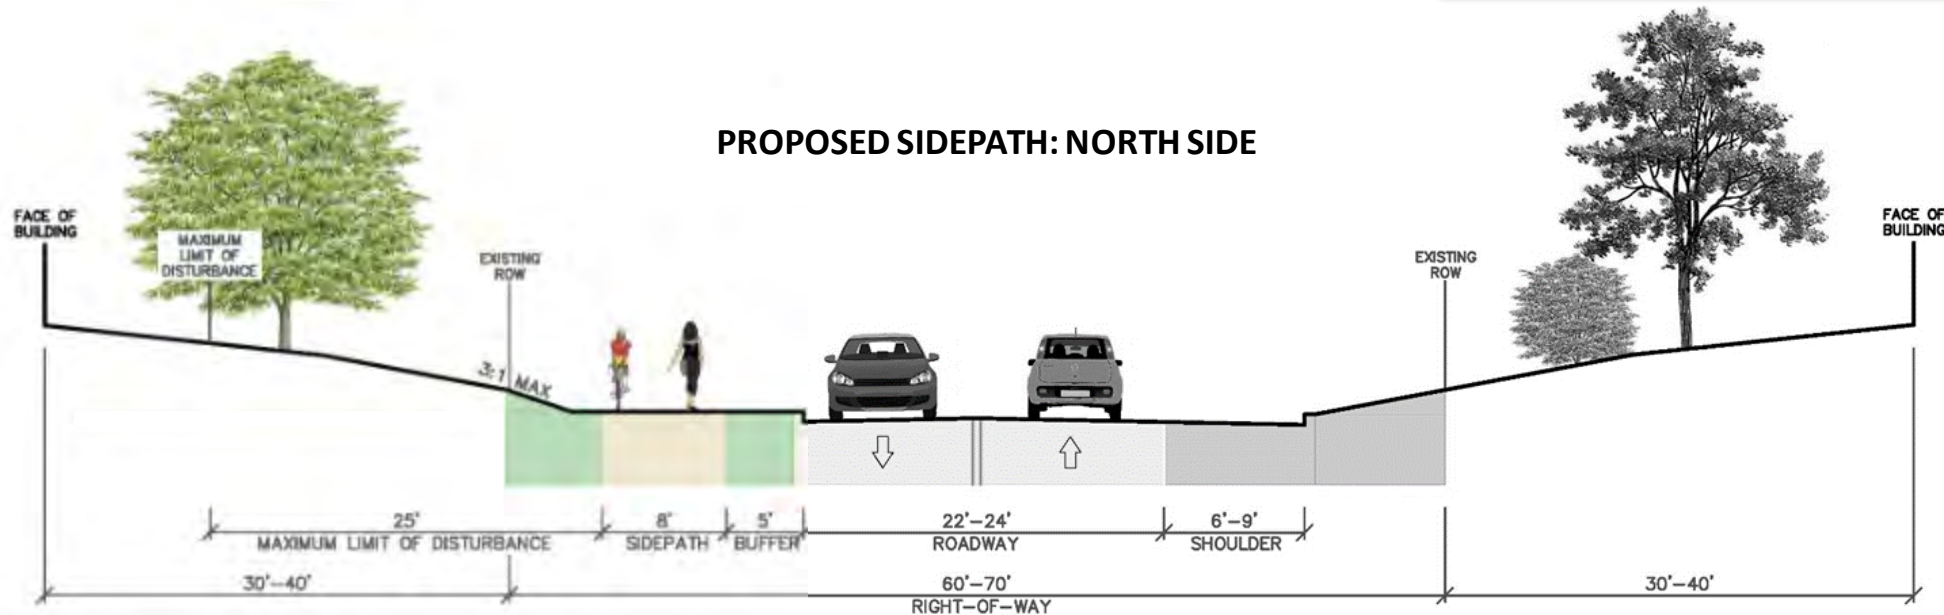 PROPOSED SIDEPATH: NORTH SIDE
FACE OF
BUILDING
MAXIMUM
LIMIT OF
DISTURBANCE
EXISTING
ROW
EXISTING
ROW
FACE OF
BUILDING
3:1 MAX
25'
MAXIMUM LIMIT OF DISTURBANCE
8'
SIDEPATH
5'
BUFFER
22'-24'
ROADWAY
6'-9'
SHOULDER
30'-40'
60'-70'
RIGHT-OF-WAY
30'-40'